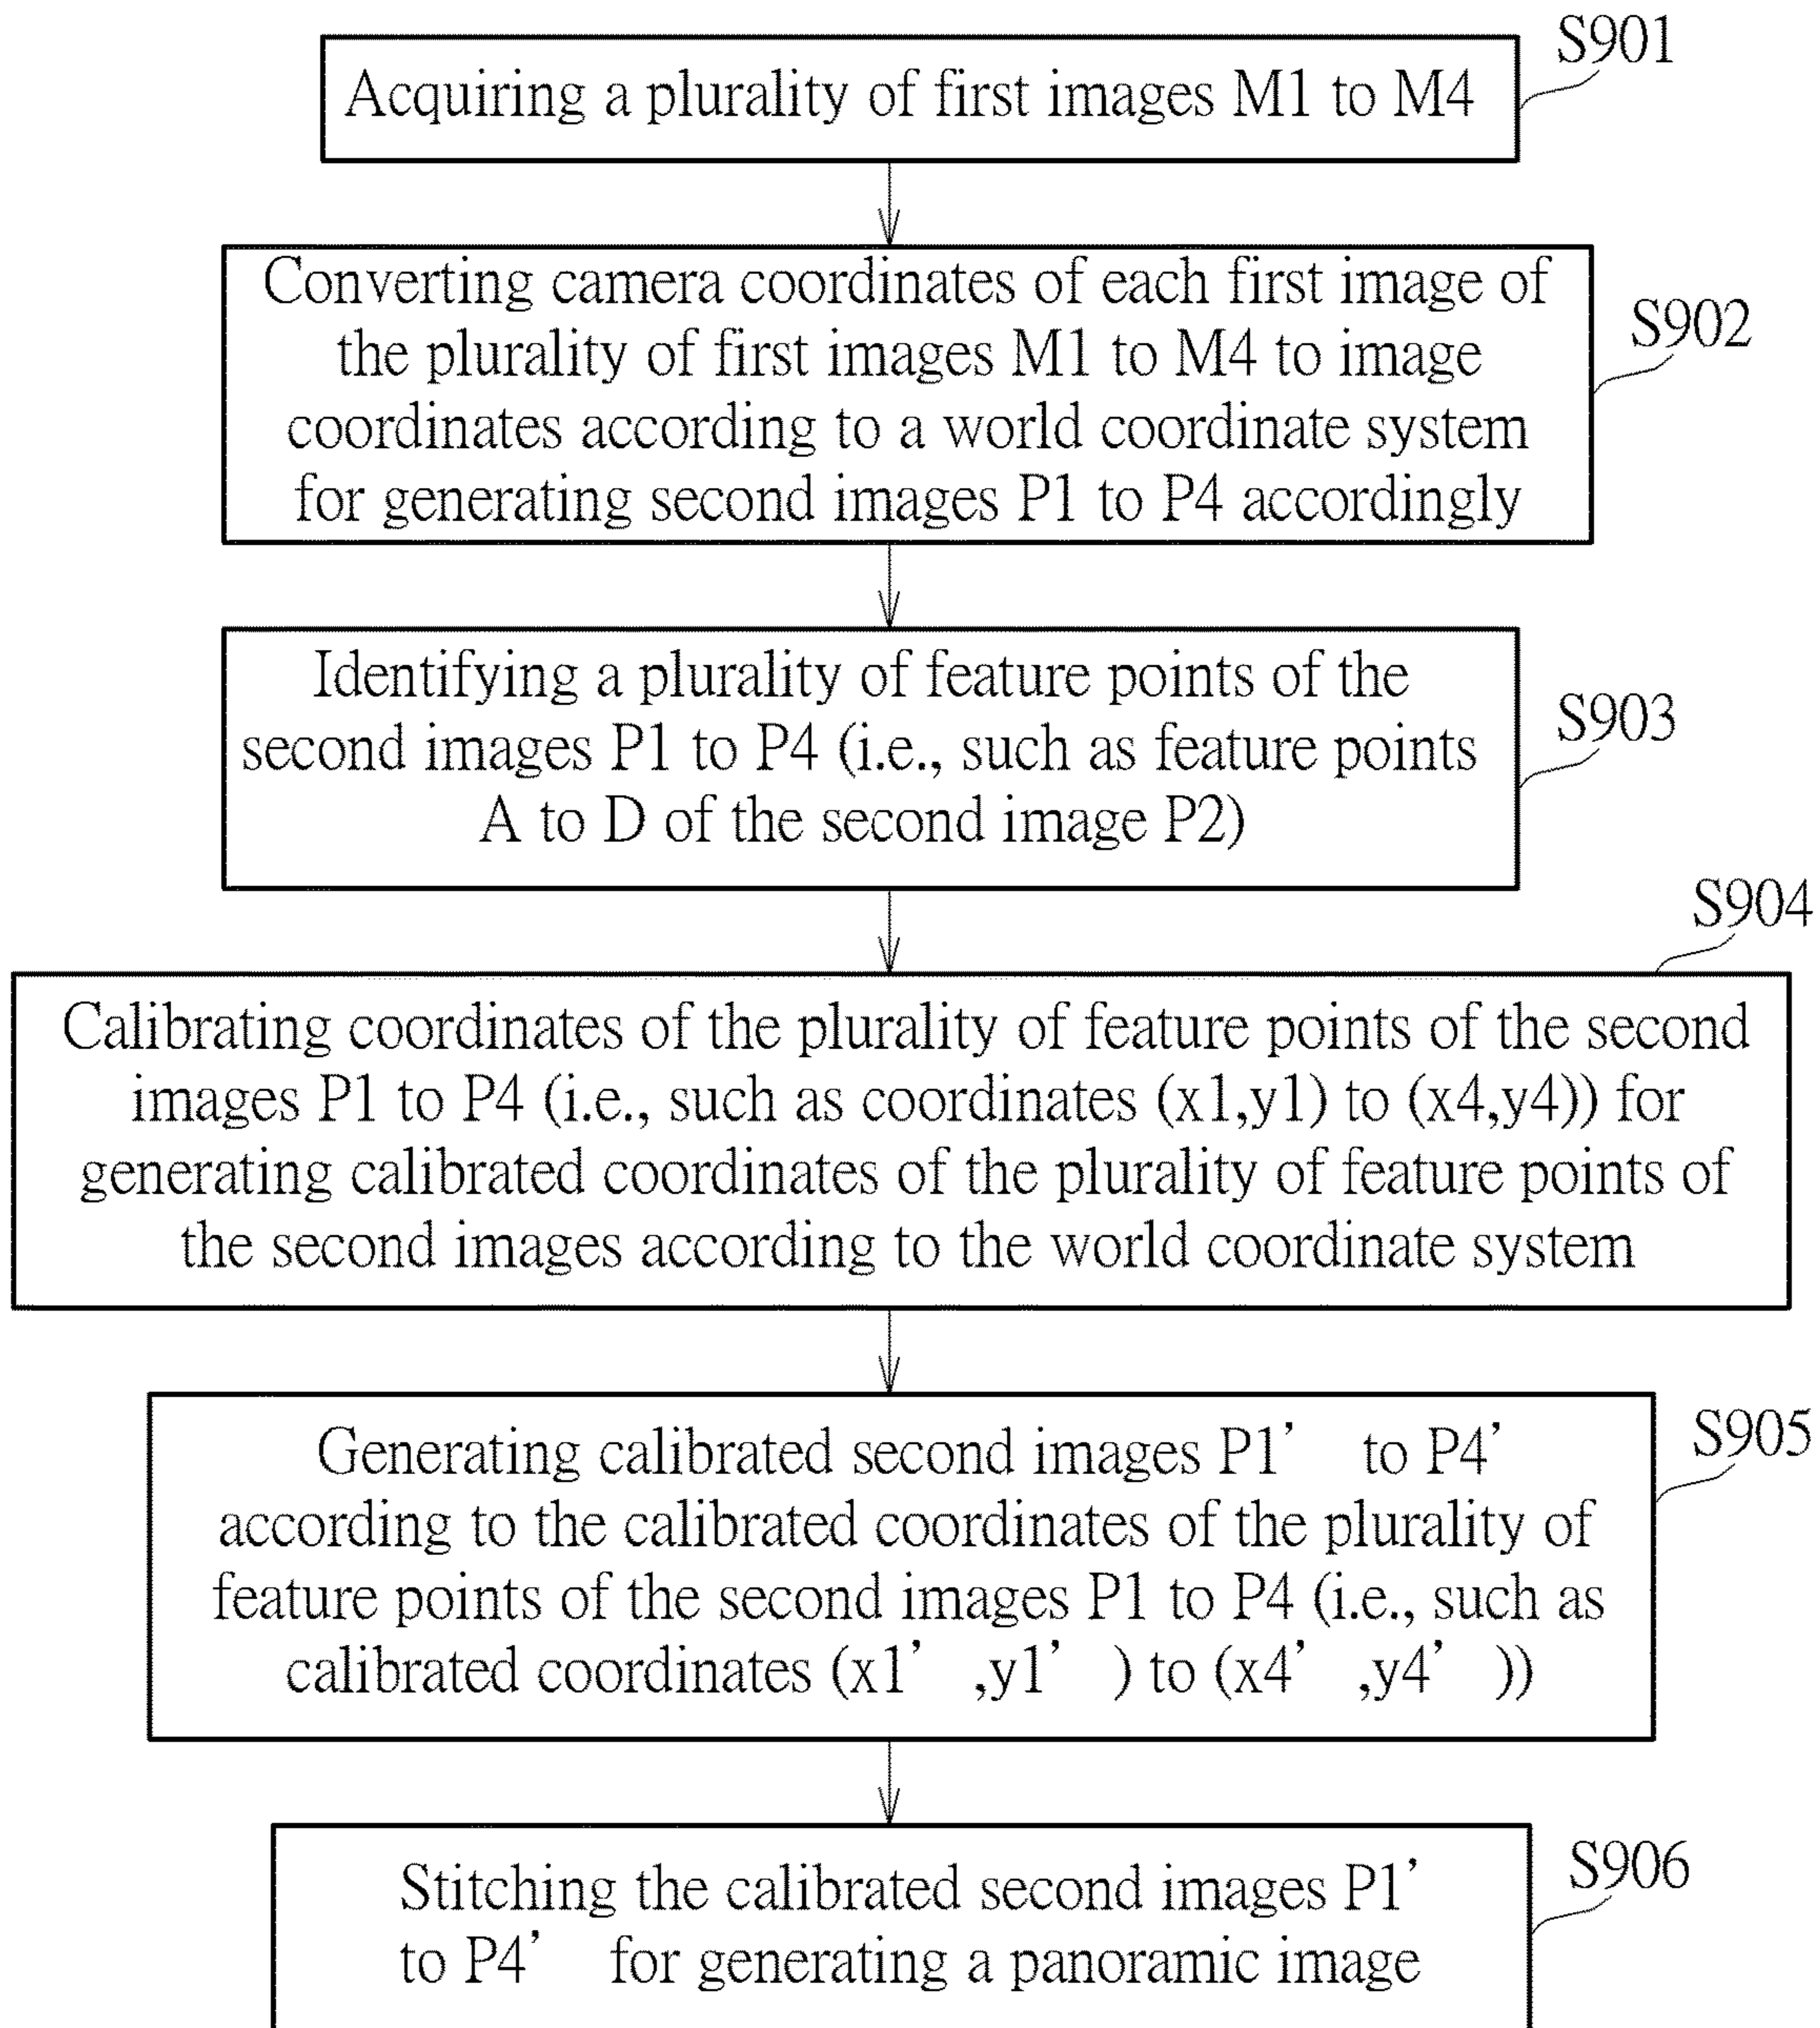 S901
Acquiring a plurality of first images M1 to M4
Converting camera coordinates of each first image of
the plurality of first images M1 to M4 to image
coordinates according to a world coordinate system
for generating second images P1 to P4 accordingly
S902
Identifying a plurality of feature points of the
second images P1 to P4 (i.e., such as feature points
A to D of the second image P2)
S903
S904
Calibrating coordinates of the plurality of feature points of the second
images P1 to P4 (i.e., such as coordinates (x1,y1) to (x4,y4)) for
generating calibrated coordinates of the plurality of feature points of
the second images according to the world coordinate system
Generating calibrated second images P1’ to P4’
according to the calibrated coordinates of the plurality of
feature points of the second images P1 to P4 (i.e., such as
calibrated coordinates (x1’ ,y1’ ) to (x4’ ,y4’ ))
S905
Stitching the calibrated second images P1’
to P4’ for generating a panoramic image
S906